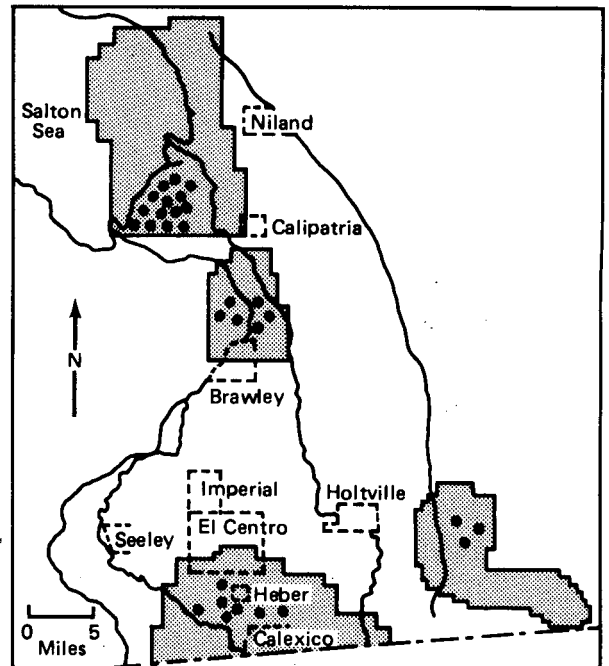 Salton
Sea
Niland
Calipatria
N
Brawley
Imperial
Holtville
El Centro
Seeley
Heber
0 5
Miles
Calexico